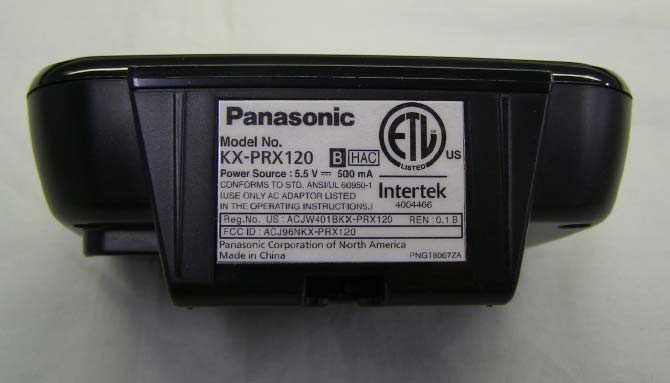 Panasonic
Model No.
KX-PRX120 B HAC
Power Source : 5.5 V ⎓ 500 mA
CONFORMS TO STD. ANSI/UL 60950-1
(USE ONLY AC ADAPTOR LISTED
IN THE OPERATING INSTRUCTIONS.)
ETL
LISTED
US
Intertek
4004466
Reg.No. US : ACJW401BKX-PRX120 REN : 0.1 B
FCC ID : ACJ96NKX-PRX120
Panasonic Corporation of North America
Made in China PNGT8067ZA